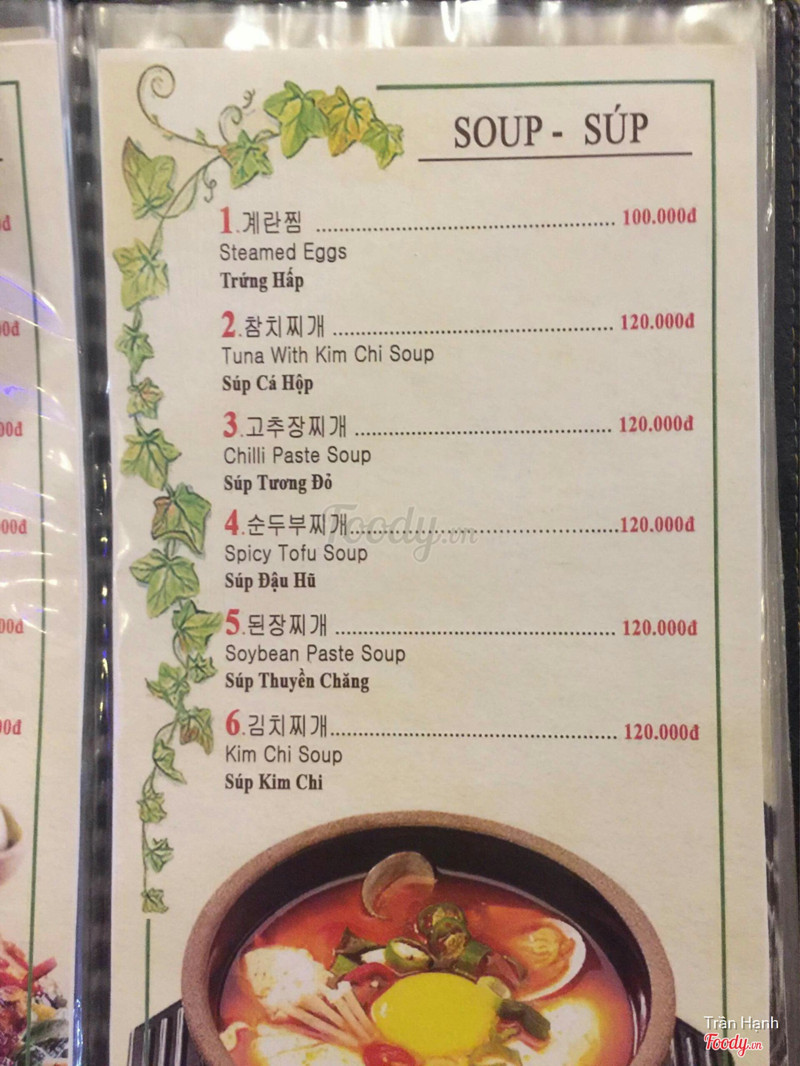 SOUP - SÚP
1.계란찜 ........ 100.000đ
Steamed Eggs
Trứng Hấp
2.참치찌개 ........ 120.000đ
Tuna With Kim Chi Soup
Súp Cá Hộp
3.고추장찌개 ........ 120.000đ
Chilli Paste Soup
Súp Tương Đỏ
4.순두부찌개 ........ 120.000đ
Spicy Tofu Soup
Súp Đậu Hũ
5.된장찌개 ........ 120.000đ
Soybean Paste Soup
Súp Thuyền Chăng
6.김치찌개 ........ 120.000đ
Kim Chi Soup
Súp Kim Chi
Foody.vn
Trần Hạnh
Foody.vn